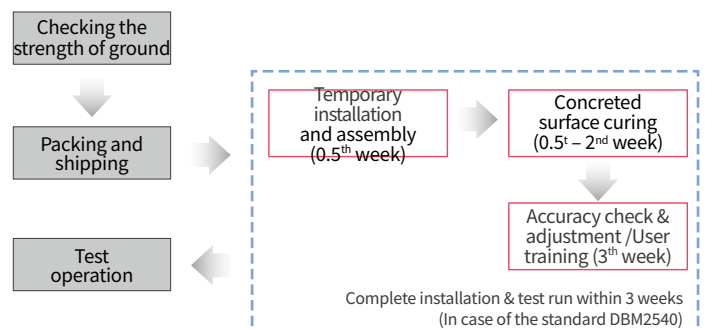 Checking the
strength of ground
Packing and
shipping
Temporary
installation
and assembly
(0.5th week)
Concreted
surface curing
(0.5t – 2nd week)
Accuracy check &
adjustment /User
training (3th week)
Test
operation
Complete installation & test run within 3 weeks
(In case of the standard DBM2540)